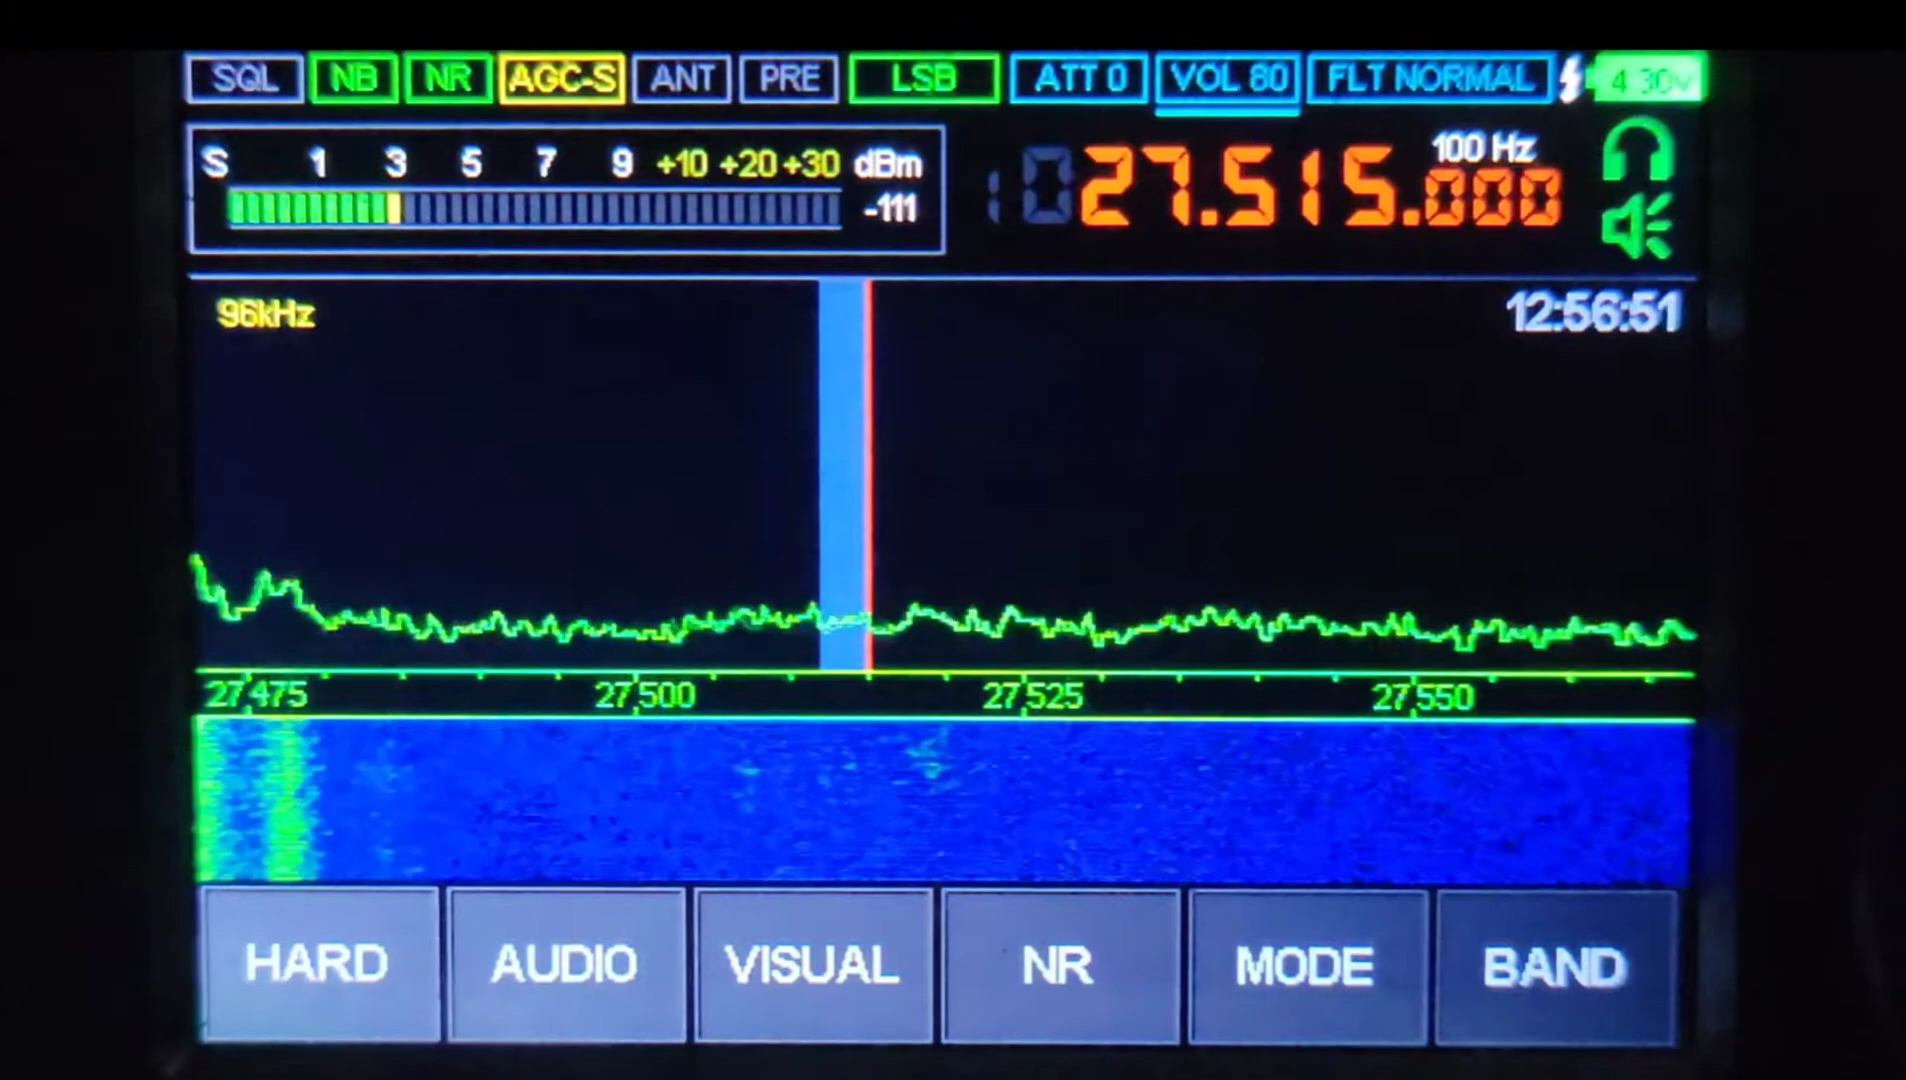 SQL NB NR AGC-S ANT PRE LSB ATT 0 VOL 80 FLT NORMAL 4.30v
S 1 3 5 7 9 +10 +20 +30 dBm
-111
100 Hz
27.515.000
96kHz
12:56:51
27,475 27,500 27,525 27,550
HARD AUDIO VISUAL NR MODE BAND